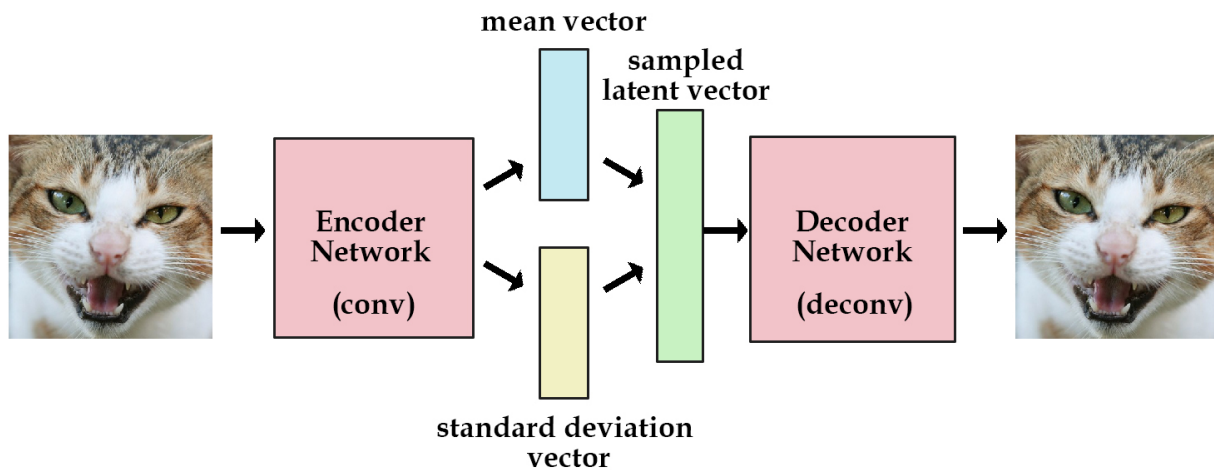 mean vector
sampled
latent vector
Encoder
Network
(conv)
Decoder
Network
(deconv)
standard deviation
vector